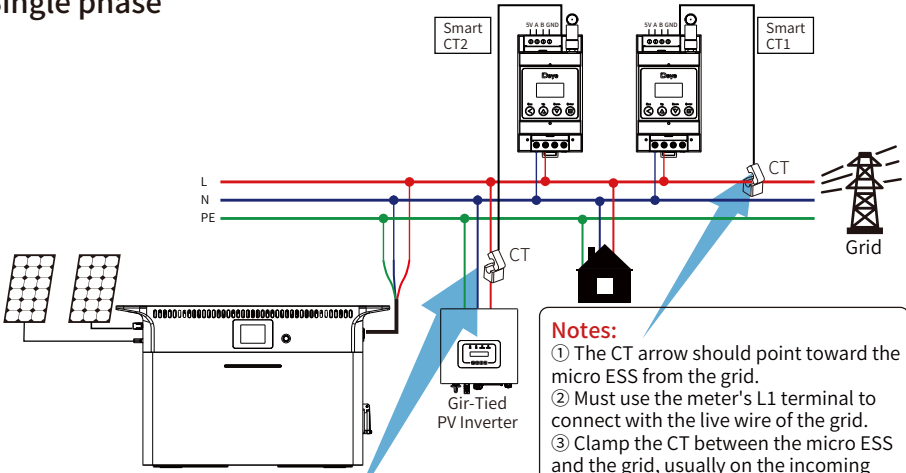 Single phase
Smart
CT2
5V A B GND
Deye
Smart
CT1
5V A B GND
Deye
CT
L
N
PE
Grid
CT
Gir-Tied
PV Inverter
Notes:
① The CT arrow should point toward the
micro ESS from the grid.
② Must use the meter's L1 terminal to
connect with the live wire of the grid.
③ Clamp the CT between the micro ESS
and the grid, usually on the incoming